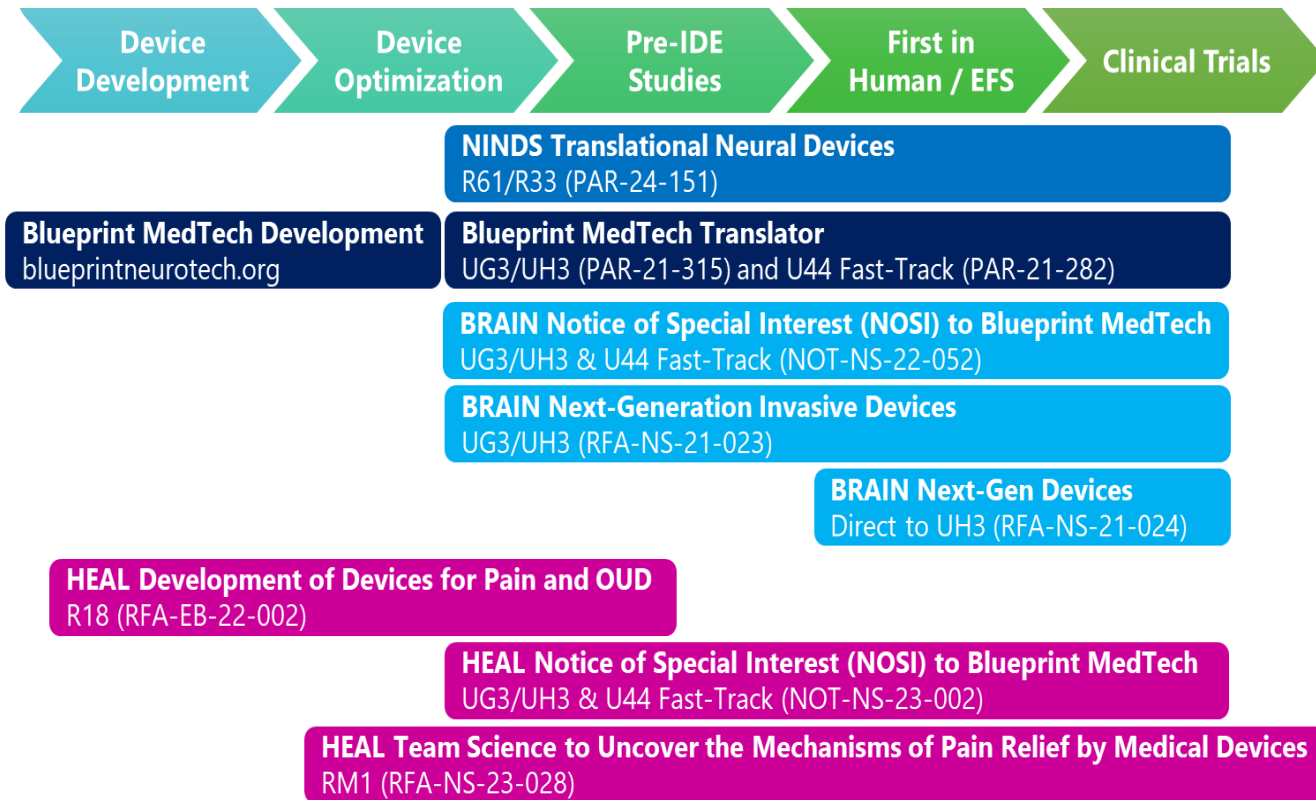 Device
Development
Device
Optimization
Pre-IDE
Studies
First in
Human / EFS
Clinical Trials
NINDS Translational Neural Devices
R61/R33 (PAR-24-151)
Blueprint MedTech Development
blueprintneurotech.org
Blueprint MedTech Translator
UG3/UH3 (PAR-21-315) and U44 Fast-Track (PAR-21-282)
BRAIN Notice of Special Interest (NOSI) to Blueprint MedTech
UG3/UH3 & U44 Fast-Track (NOT-NS-22-052)
BRAIN Next-Generation Invasive Devices
UG3/UH3 (RFA-NS-21-023)
BRAIN Next-Gen Devices
Direct to UH3 (RFA-NS-21-024)
HEAL Development of Devices for Pain and OUD
R18 (RFA-EB-22-002)
HEAL Notice of Special Interest (NOSI) to Blueprint MedTech
UG3/UH3 & U44 Fast-Track (NOT-NS-23-002)
HEAL Team Science to Uncover the Mechanisms of Pain Relief by Medical Devices
RM1 (RFA-NS-23-028)